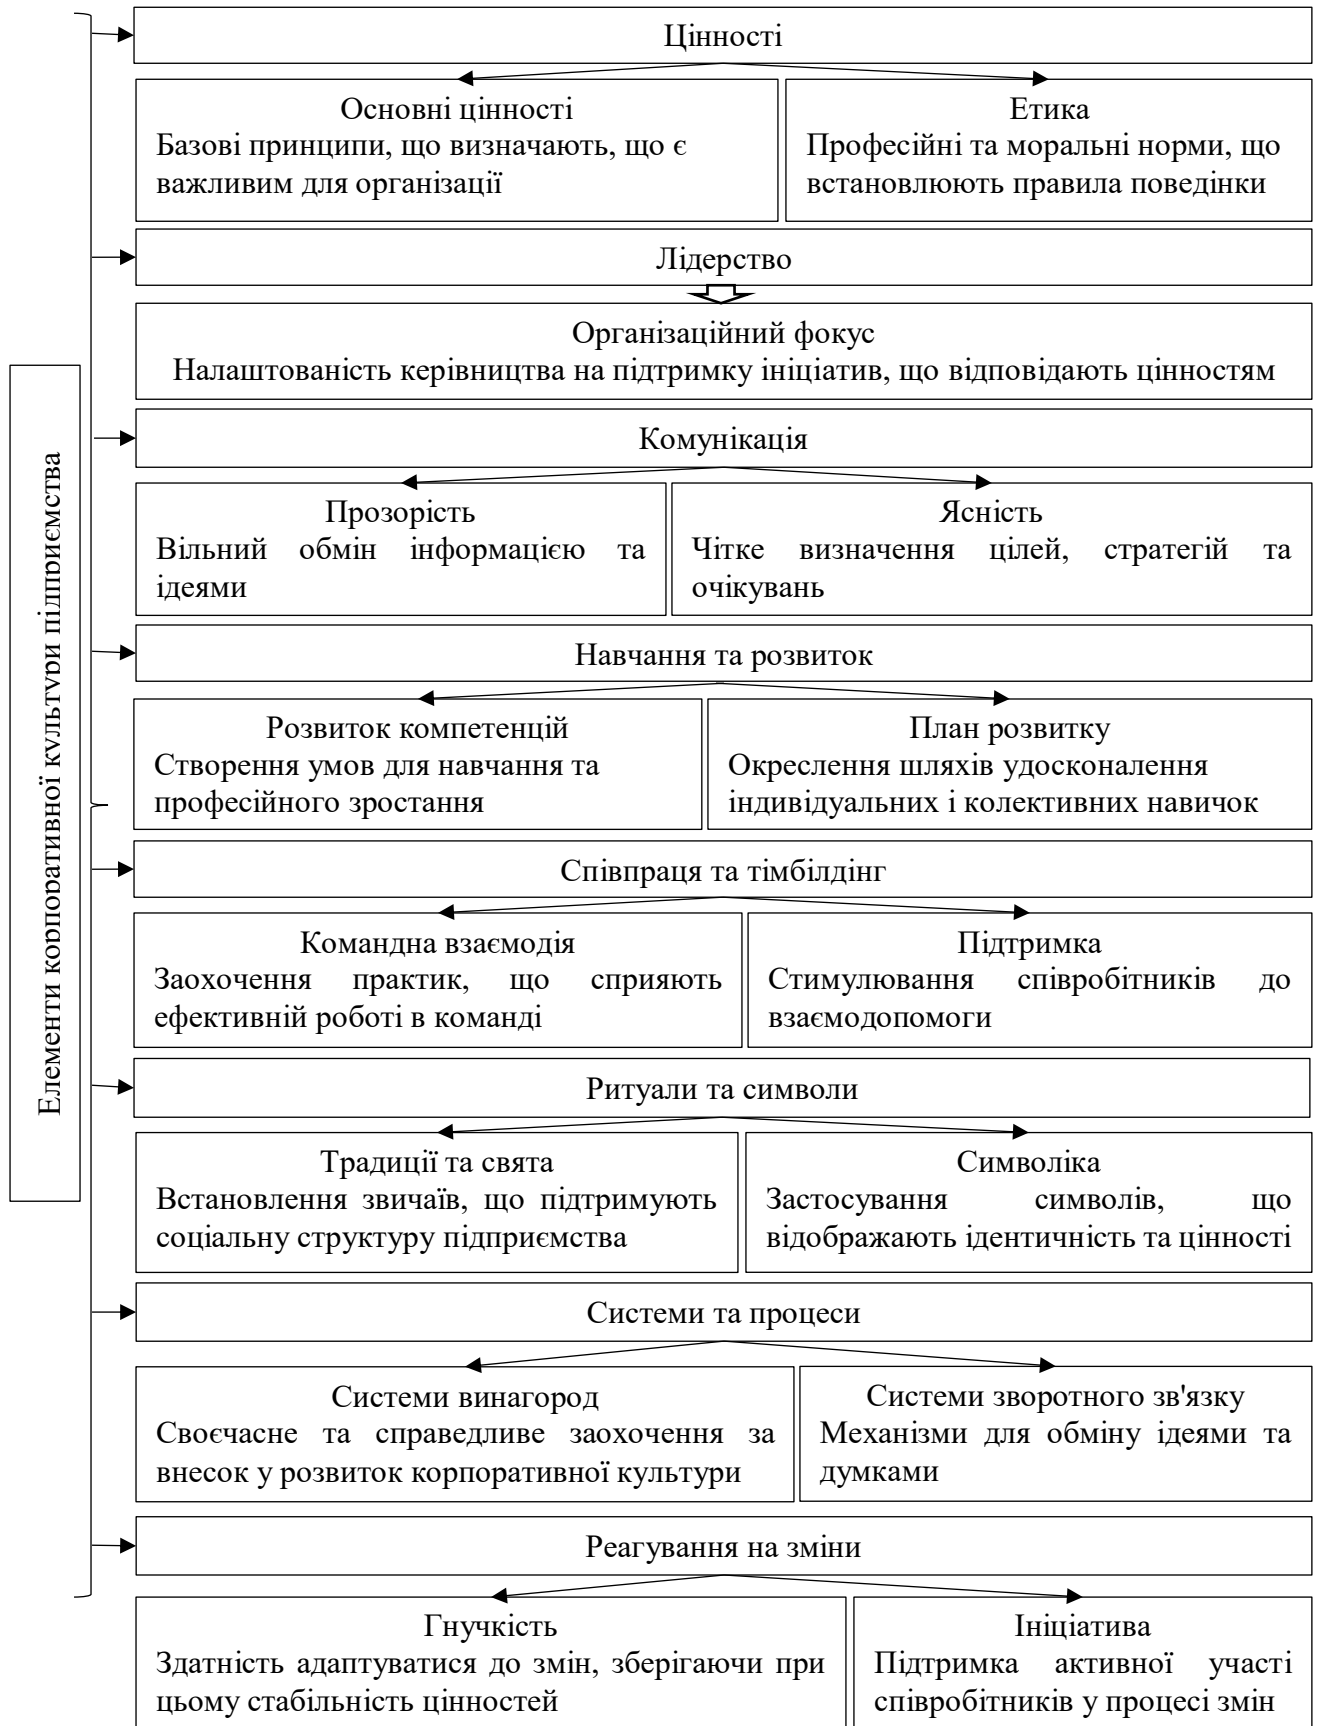 Елементи корпоративної культури підприємства
Цінності
Основні цінності
Базові принципи, що визначають, що є
важливим для організації
Етика
Професійні та моральні норми, що
встановлюють правила поведінки
Лідерство
Організаційний фокус
Налаштованість керівництва на підтримку ініціатив, що відповідають цінностям
Комунікація
Прозорість
Вільний обмін інформацією та
ідеями
Ясність
Чітке визначення цілей, стратегій та
очікувань
Навчання та розвиток
Розвиток компетенцій
Створення умов для навчання та
професійного зростання
План розвитку
Окреслення шляхів удосконалення
індивідуальних і колективних навичок
Співпраця та тімбілдінг
Командна взаємодія
Заохочення практик, що сприяють
ефективній роботі в команді
Підтримка
Стимулювання співробітників до
взаємодопомоги
Ритуали та символи
Традиції та свята
Встановлення звичаїв, що підтримують
соціальну структуру підприємства
Символіка
Застосування символів, що
відображають ідентичність та цінності
Системи та процеси
Системи винагород
Своєчасне та справедливе заохочення за
внесок у розвиток корпоративної культури
Системи зворотного зв'язку
Механізми для обміну ідеями та
думками
Реагування на зміни
Гнучкість
Здатність адаптуватися до змін, зберігаючи при
цьому стабільність цінностей
Ініціатива
Підтримка активної участі
співробітників у процесі змін